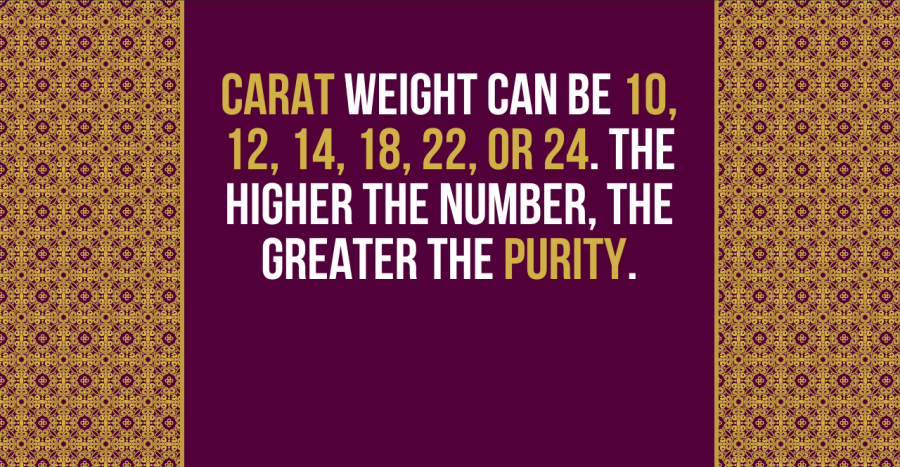 CARAT WEIGHT CAN BE 10,
12, 14, 18, 22, OR 24. THE
HIGHER THE NUMBER, THE
GREATER THE PURITY.